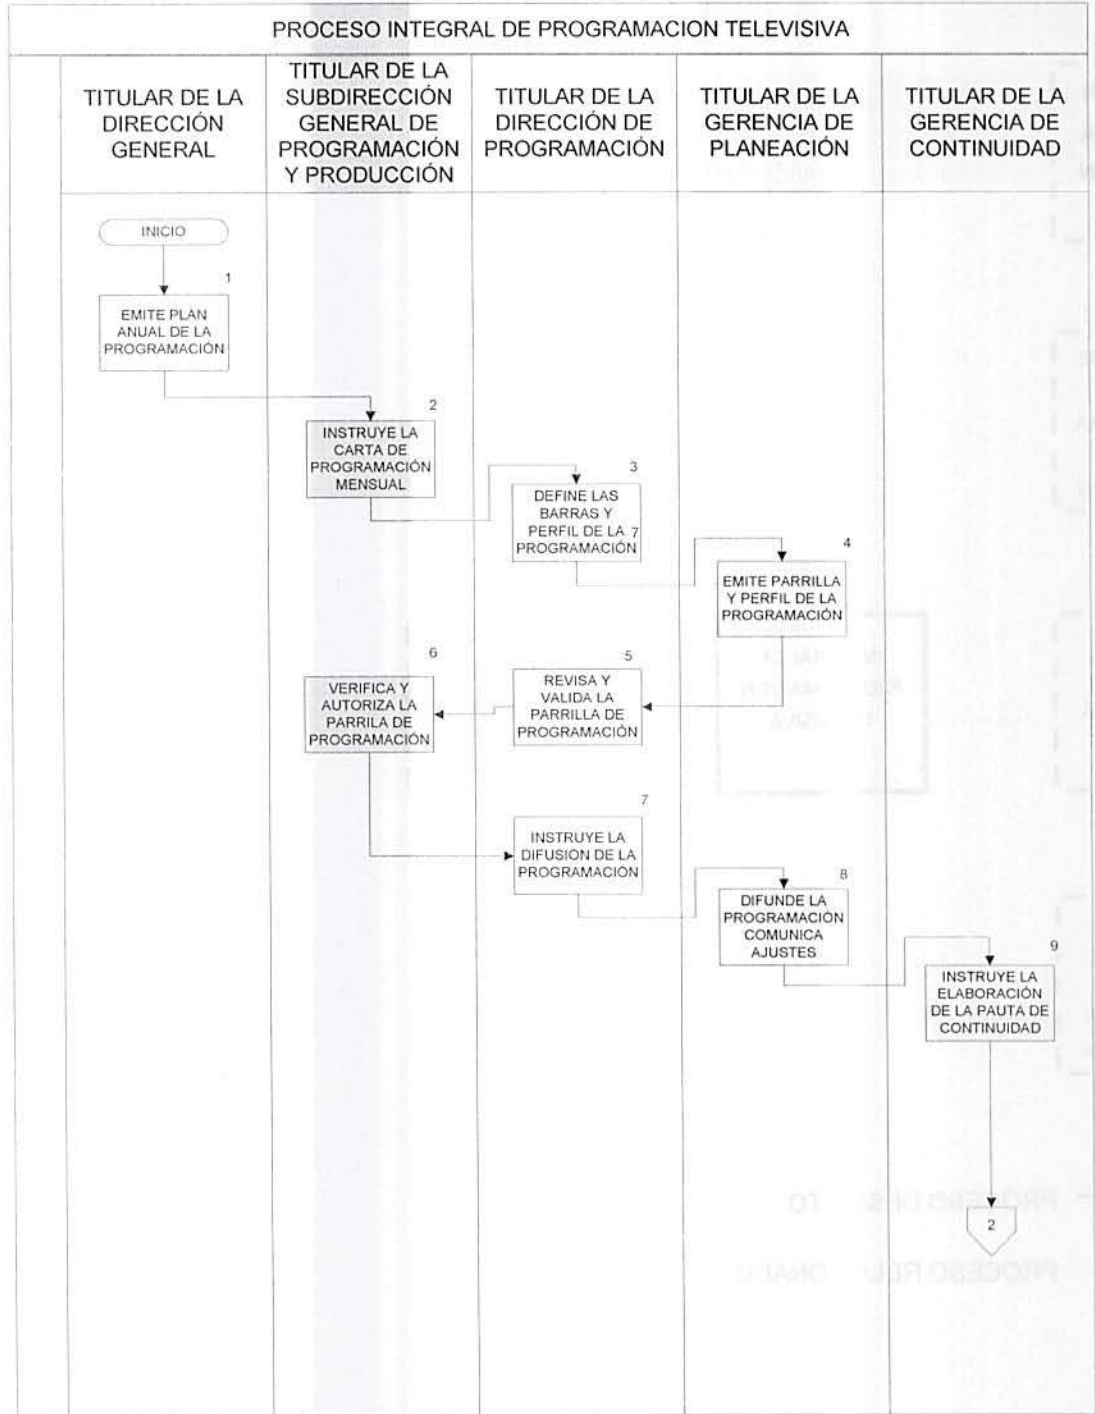 PROCESO INTEGRAL DE PROGRAMACION TELEVISIVA
TITULAR DE LA
DIRECCIÓN
GENERAL
TITULAR DE LA
SUBDIRECCIÓN
GENERAL DE
PROGRAMACIÓN
Y PRODUCCIÓN
TITULAR DE LA
DIRECCIÓN DE
PROGRAMACIÓN
TITULAR DE LA
GERENCIA DE
PLANEACIÓN
TITULAR DE LA
GERENCIA DE
CONTINUIDAD
INICIO
1
EMITE PLAN
ANUAL DE LA
PROGRAMACIÓN
2
INSTRUYE LA
CARTA DE
PROGRAMACIÓN
MENSUAL
3
DEFINE LAS
BARRAS Y
PERFIL DE LA 7
PROGRAMACIÓN
4
EMITE PARRILLA
Y PERFIL DE LA
PROGRAMACIÓN
5
REVISA Y
VALIDA LA
PARRILLA DE
PROGRAMACIÓN
6
VERIFICA Y
AUTORIZA LA
PARRILA DE
PROGRAMACIÓN
7
INSTRUYE LA
DIFUSION DE LA
PROGRAMACIÓN
8
DIFUNDE LA
PROGRAMACIÓN
COMUNICA
AJUSTES
9
INSTRUYE LA
ELABORACIÓN
DE LA PAUTA DE
CONTINUIDAD
2